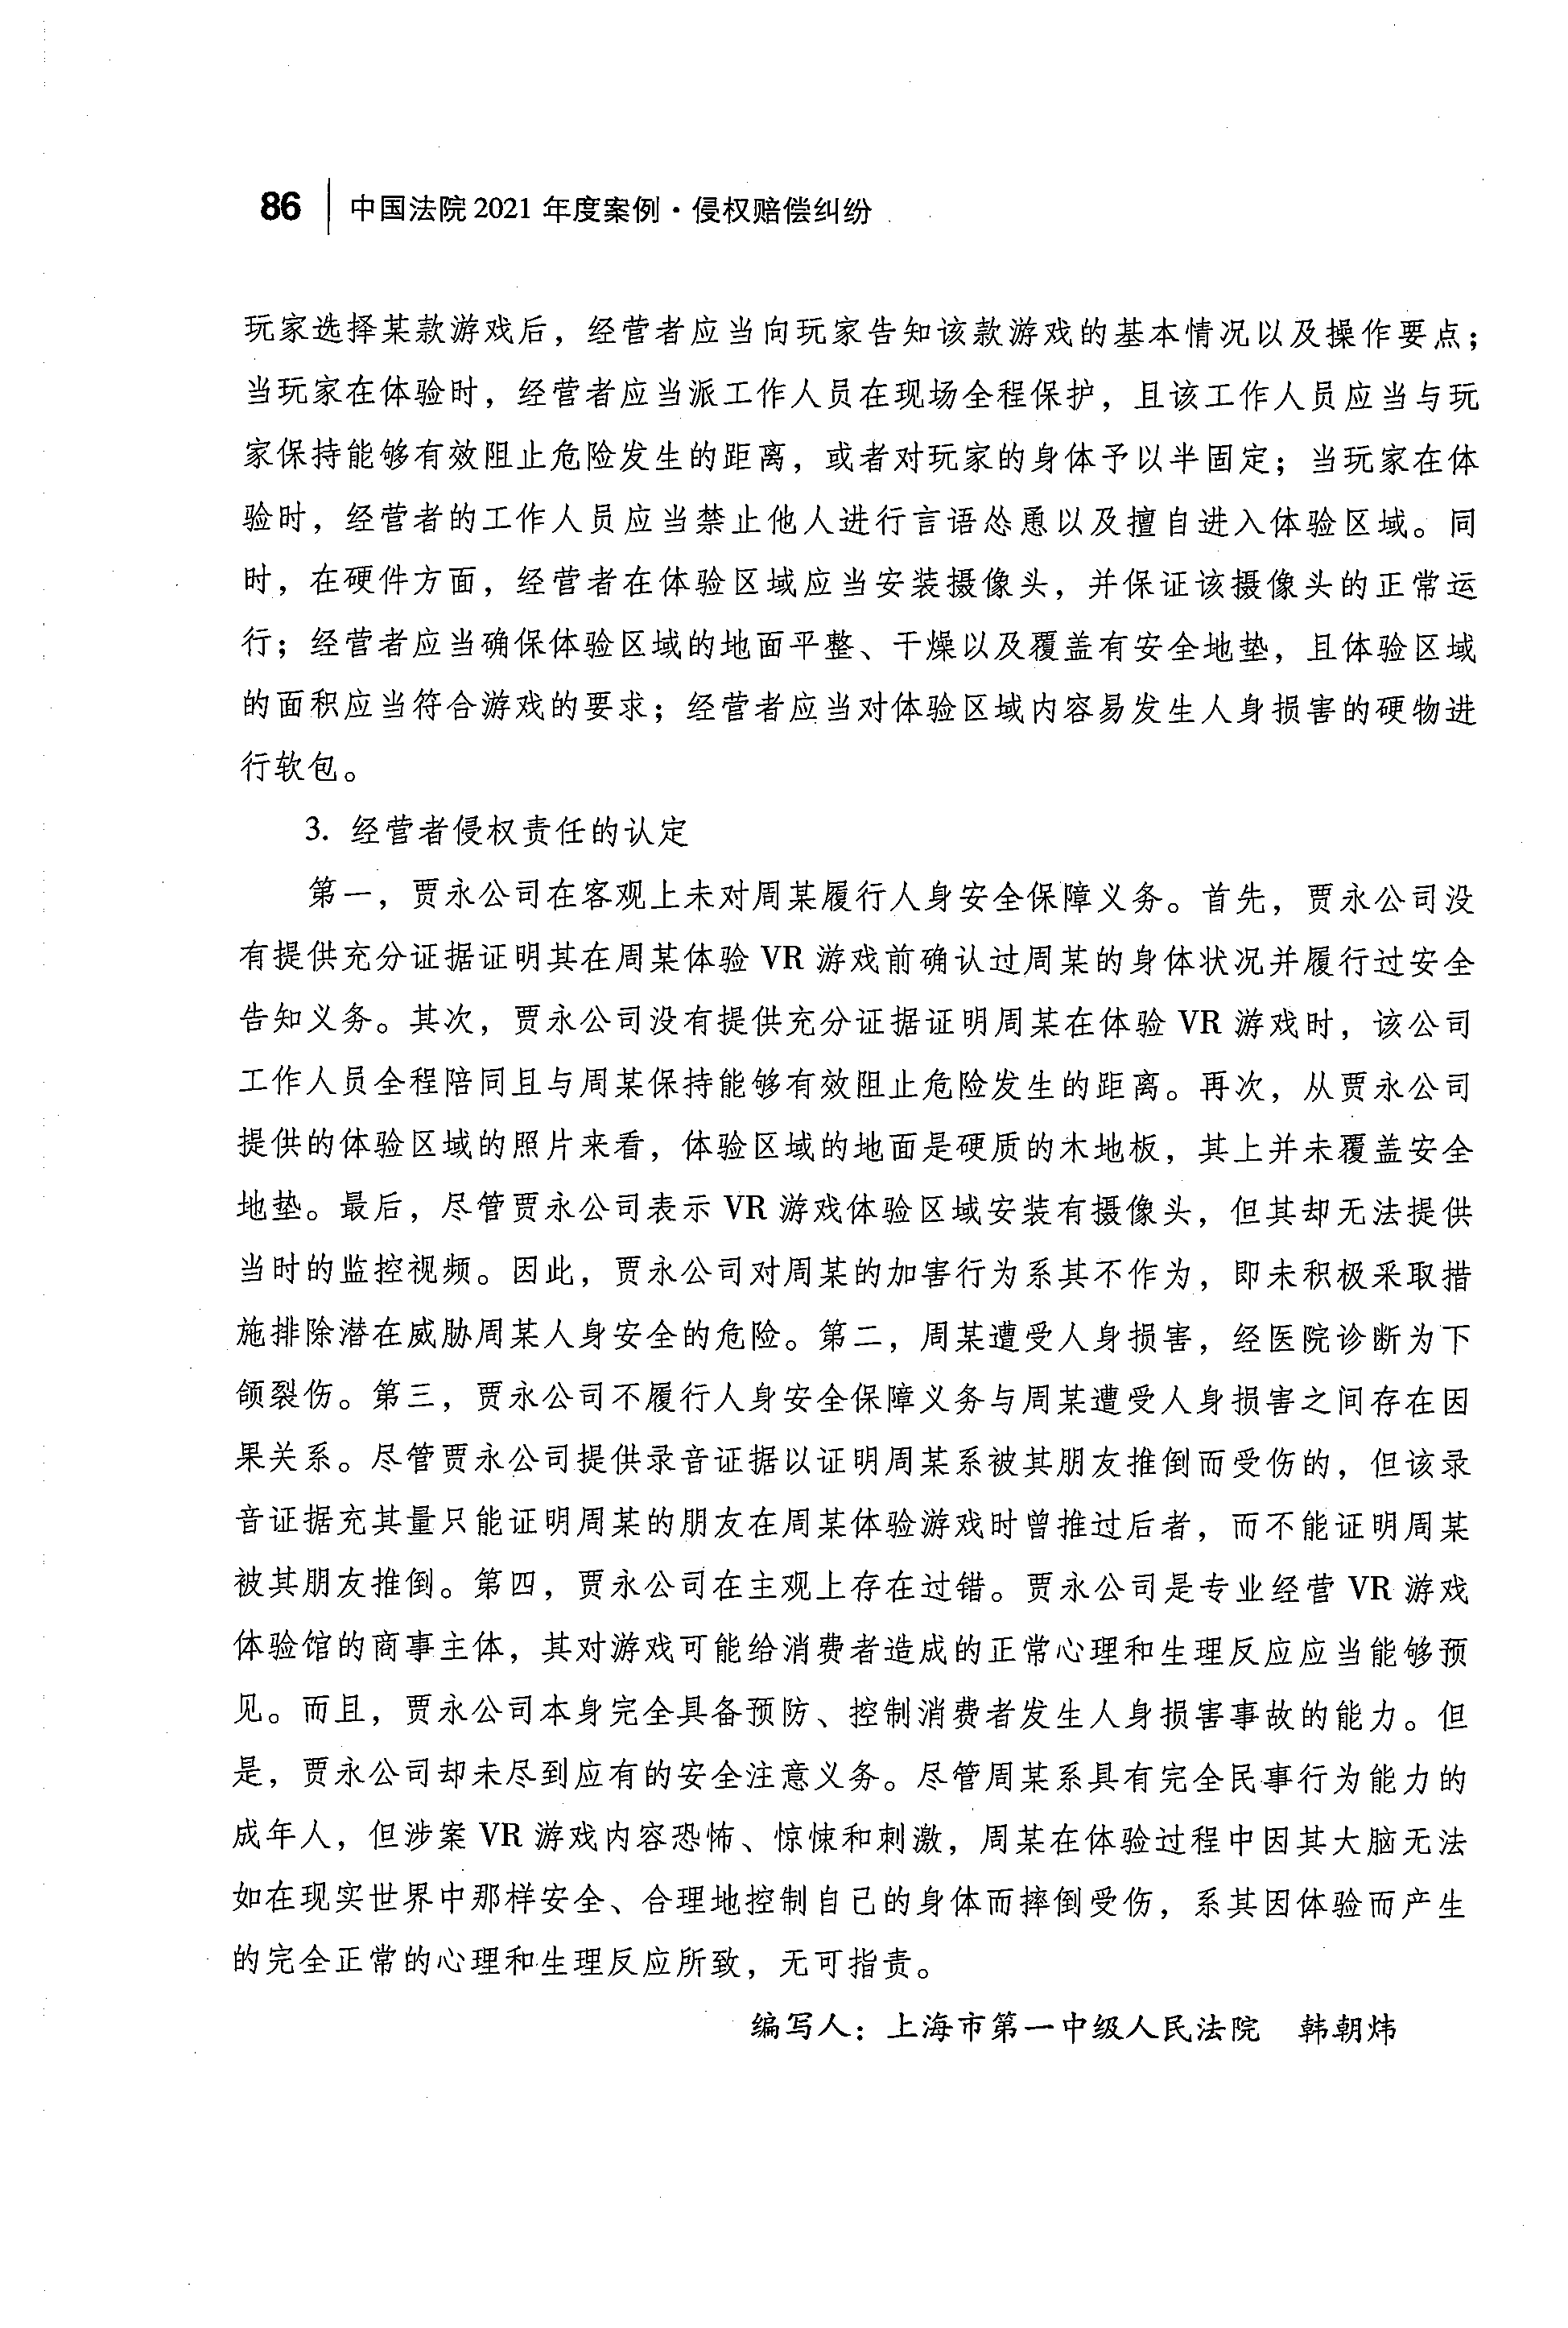 86 中国法院2021年度案例·侵权赔偿纠纷
玩家选择某款游戏后，经营者应当向玩家告知该款游戏的基本情况以及操作要点；
当玩家在体验时，经营者应当派工作人员在现场全程保护，且该工作人员应当与玩
家保持能够有效阻止危险发生的距离，或者对玩家的身体予以半固定；当玩家在体
验时，经营者的工作人员应当禁止他人进行言语怂恿以及擅自进入体验区域。同
时，在硬件方面，经营者在体验区域应当安装摄像头，并保证该摄像头的正常运
行；经营者应当确保体验区域的地面平整、干燥以及覆盖有安全地垫，且体验区域
的面积应当符合游戏的要求；经营者应当对体验区域内容易发生人身损害的硬物进
行软包。
3. 经营者侵权责任的认定
第一，贾永公司在客观上未对周某履行人身安全保障义务。首先，贾永公司没
有提供充分证据证明其在周某体验 VR 游戏前确认过周某的身体状况并履行过安全
告知义务。其次，贾永公司没有提供充分证据证明周某在体验 VR 游戏时，该公司
工作人员全程陪同且与周某保持能够有效阻止危险发生的距离。再次，从贾永公司
提供的体验区域的照片来看，体验区域的地面是硬质的木地板，其上并未覆盖安全
地垫。最后，尽管贾永公司表示 VR 游戏体验区域安装有摄像头，但其却无法提供
当时的监控视频。因此，贾永公司对周某的加害行为系其不作为，即未积极采取措
施排除潜在威胁周某人身安全的危险。第二，周某遭受人身损害，经医院诊断为下
颌裂伤。第三，贾永公司不履行人身安全保障义务与周某遭受人身损害之间存在因
果关系。尽管贾永公司提供录音证据以证明周某系被其朋友推倒而受伤的，但该录
音证据充其量只能证明周某的朋友在周某体验游戏时曾推过后者，而不能证明周某
被其朋友推倒。第四，贾永公司在主观上存在过错。贾永公司是专业经营 VR 游戏
体验馆的商事主体，其对游戏可能给消费者造成的正常心理和生理反应应当能够预
见。而且，贾永公司本身完全具备预防、控制消费者发生人身损害事故的能力。但
是，贾永公司却未尽到应有的安全注意义务。尽管周某系具有完全民事行为能力的
成年人，但涉案 VR 游戏内容恐怖、惊悚和刺激，周某在体验过程中因其大脑无法
如在现实世界中那样安全、合理地控制自己的身体而摔倒受伤，系其因体验而产生
的完全正常的心理和生理反应所致，无可指责。
编写人：上海市第一中级人民法院 韩朝炜